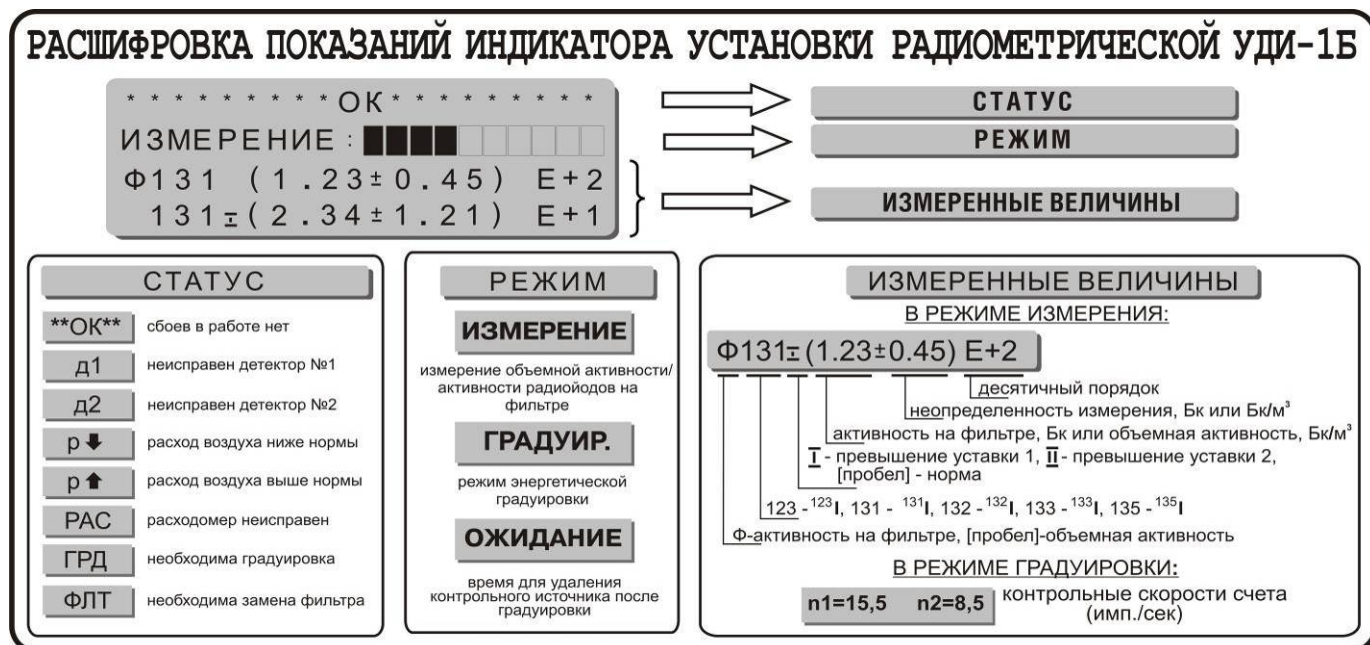 РАСШИФРОВКА ПОКАЗАНИЙ ИНДИКАТОРА УСТАНОВКИ РАДИОМЕТРИЧЕСКОЙ УДИ-1Б
* * * * * * * * * ОК * * * * * * * * *
ИЗМЕРЕНИЕ :
Ф131 (1.23±0.45) Е+2
131 I (2.34±1.21) Е+1
СТАТУС
РЕЖИМ
ИЗМЕРЕННЫЕ ВЕЛИЧИНЫ
СТАТУС
**ОК** сбоев в работе нет
д1 неисправен детектор №1
д2 неисправен детектор №2
р🡇 расход воздуха ниже нормы
р🡅 расход воздуха выше нормы
РАС расходомер неисправен
ГРД необходима градуировка
ФЛТ необходима замена фильтра
РЕЖИМ
ИЗМЕРЕНИЕ
измерение объемной активности/
активности радиойодов на
фильтре
ГРАДУИР.
режим энергетической
градуировки
ОЖИДАНИЕ
время для удаления
контрольного источника после
градуировки
ИЗМЕРЕННЫЕ ВЕЛИЧИНЫ
В РЕЖИМЕ ИЗМЕРЕНИЯ:
Ф131 I (1.23±0.45) Е+2
десятичный порядок
неопределенность измерения, Бк или Бк/м³
активность на фильтре, Бк или объемная активность, Бк/м³
I - превышение уставки 1, II - превышение уставки 2,
[пробел] - норма
123 - ¹²³I, 131 - ¹³¹I, 132 - ¹³²I, 133 - ¹³³I, 135 - ¹³⁵I
Ф-активность на фильтре, [пробел]-объемная активность
В РЕЖИМЕ ГРАДУИРОВКИ:
n1=15,5 n2=8,5 контрольные скорости счета
(имп./сек)